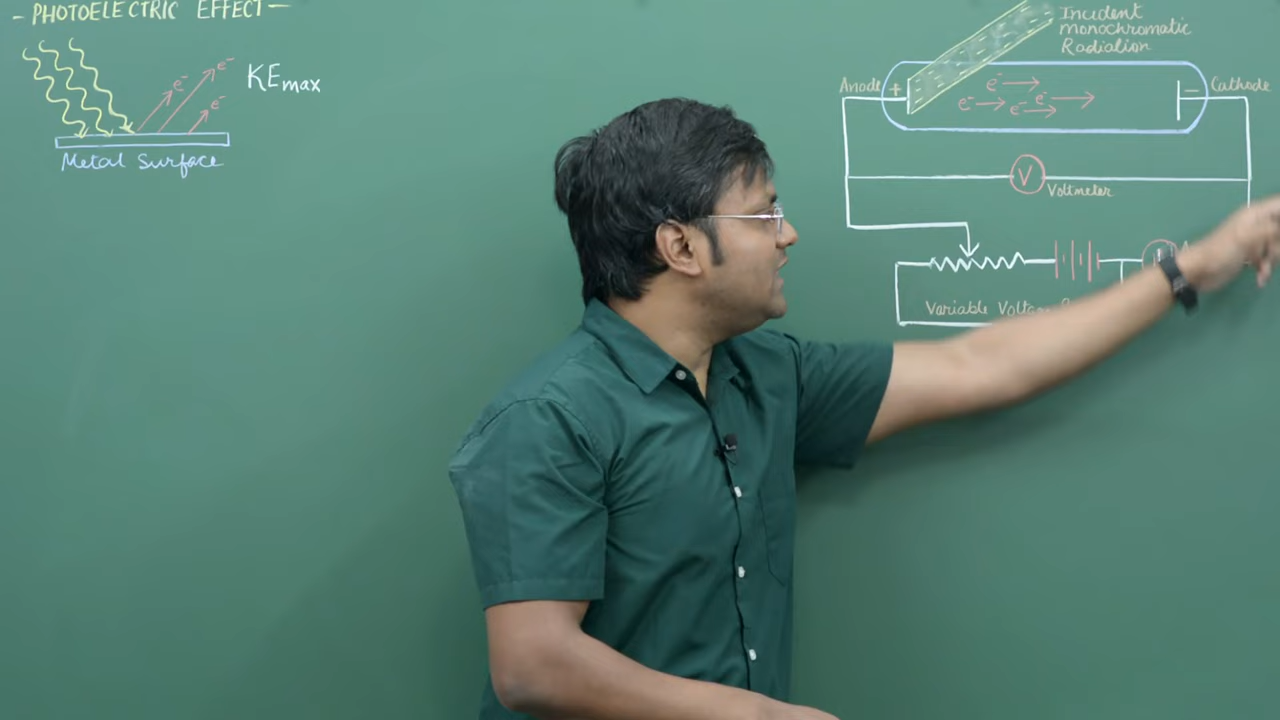 - PHOTOELECTRIC EFFECT -
e⁻
e⁻
e⁻
KEmax
Metal Surface
Incident
Monochromatic
Radiation
Anode + - Cathode
e⁻
e⁻ e⁻
e⁻
V
Voltmeter
Variable